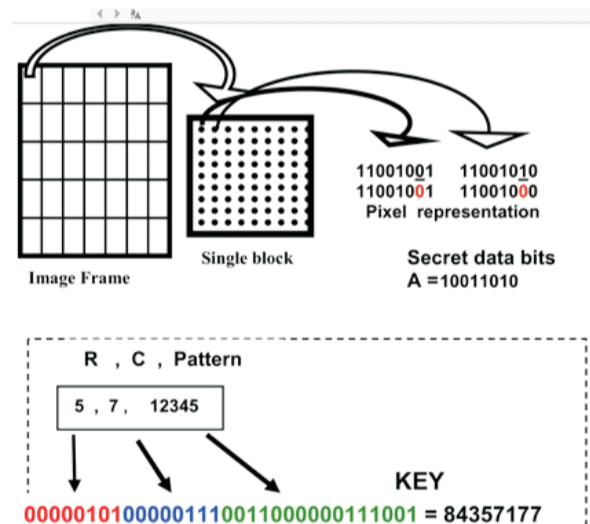 11001001 11001010
11001001 11001000
Pixel representation
Single block
Secret data bits
A =10011010
Image Frame
R , C , Pattern
5 , 7 , 12345
KEY
00000101000001110011000000111001 = 84357177